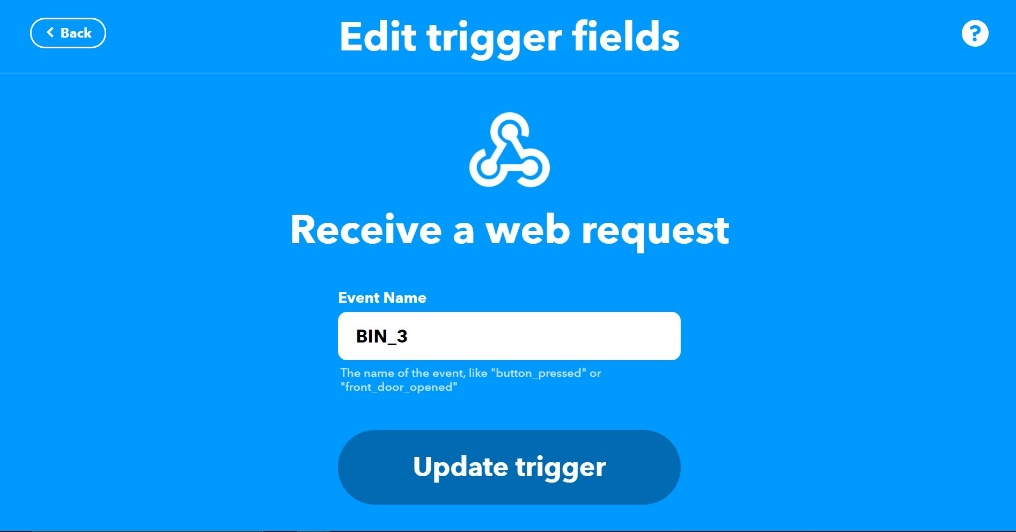 Back
Edit trigger fields
?
Receive a web request
Event Name
BIN_3
The name of the event, like "button_pressed" or
"front_door_opened"
Update trigger